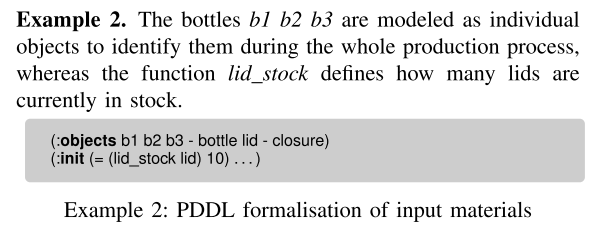 Example 2. The bottles b1 b2 b3 are modeled as individual
objects to identify them during the whole production process,
whereas the function lid_stock defines how many lids are
currently in stock.
(:objects b1 b2 b3 - bottle lid - closure)
(:init (= (lid_stock lid) 10) ...)
Example 2: PDDL formalisation of input materials